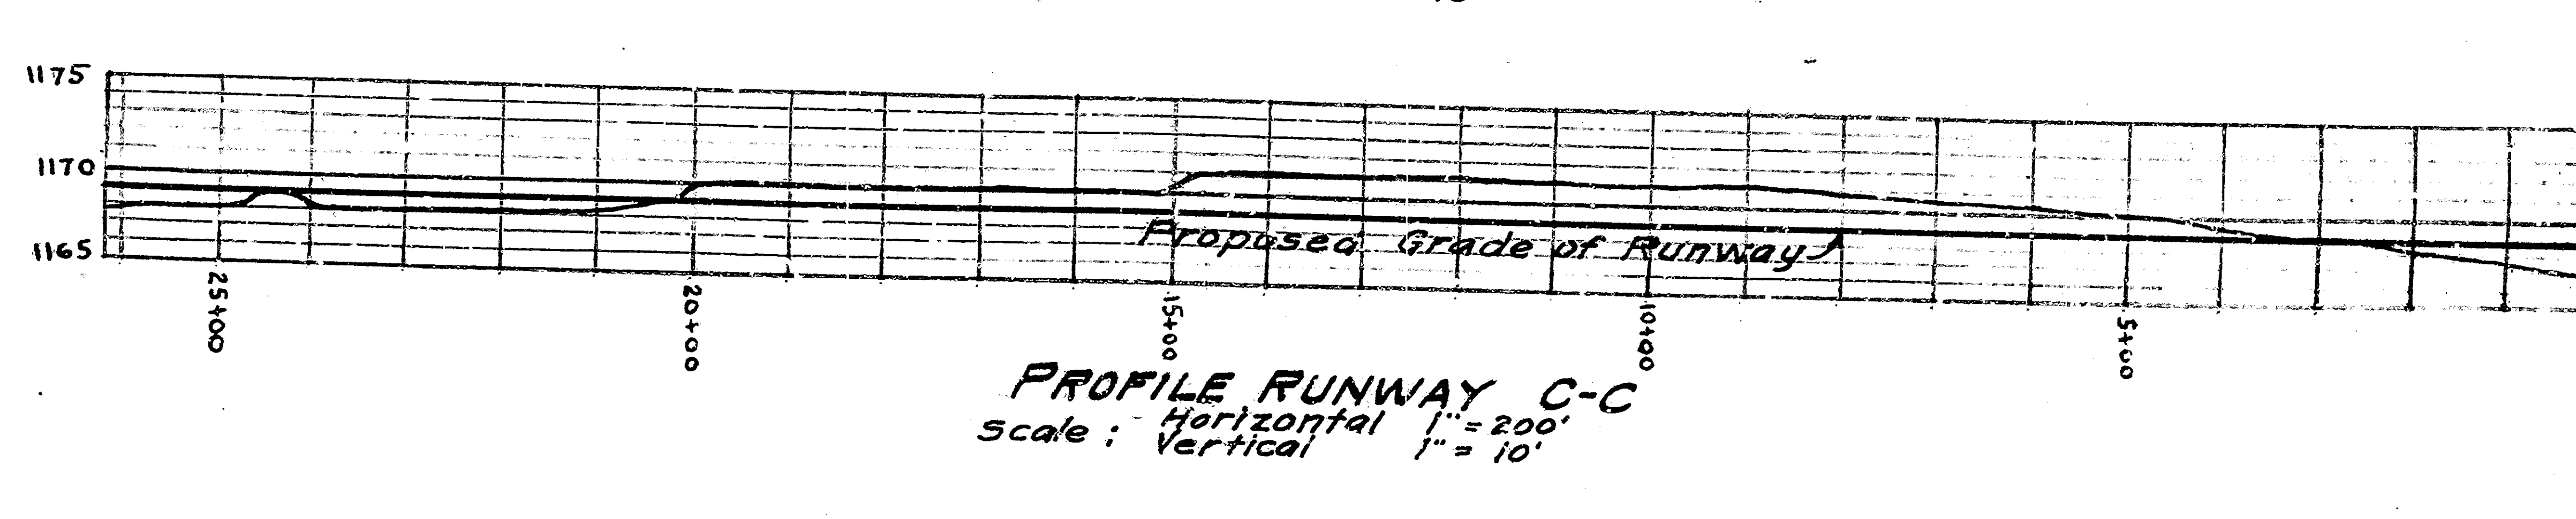 1175
1170
1165
Proposed Grade of Runway
25+00
20+00
15+00
10+00
5+00
PROFILE RUNWAY C-C
Scale: Horizontal 1" = 200'
Vertical 1" = 10'